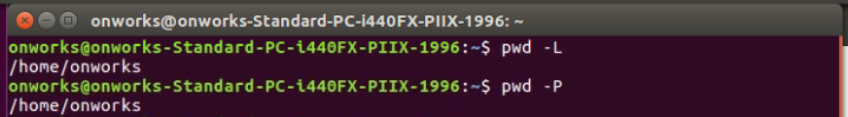 onworks@onworks-Standard-PC-i440FX-PIIX-1996: ~
onworks@onworks-Standard-PC-i440FX-PIIX-1996:~$ pwd -L
/home/onworks
onworks@onworks-Standard-PC-i440FX-PIIX-1996:~$ pwd -P
/home/onworks